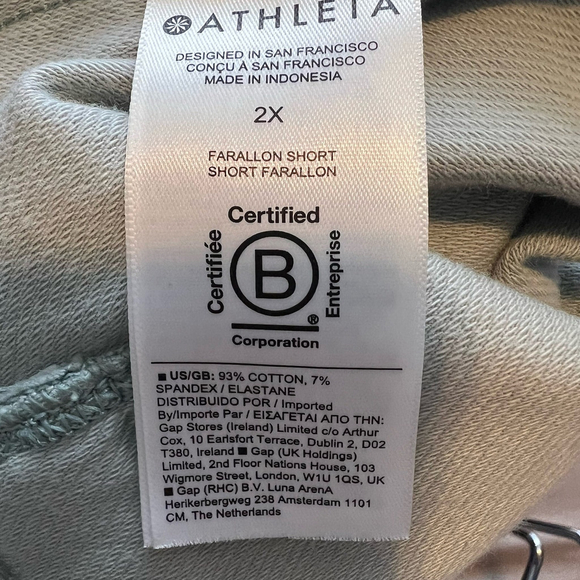 ATHLETA
DESIGNED IN SAN FRANCISCO
CONÇU À SAN FRANCISCO
MADE IN INDONESIA
2X
FARALLON SHORT
SHORT FARALLON
Certified
Certifiée
B
Entreprise
®
Corporation
■ US/GB: 93% COTTON, 7%
SPANDEX / ELASTANE
DISTRIBUIDO POR / Imported
By/Importe Par / ΕΙΣΑΓΕΤΑΙ ΑΠΟ ΤΗΝ:
Gap Stores (Ireland) Limited c/o Arthur
Cox, 10 Earlsfort Terrace, Dublin 2, D02
T380, Ireland ■ Gap (UK Holdings)
Limited, 2nd Floor Nations House, 103
Wigmore Street, London, W1U 1QS, UK
■ Gap (RHC) B.V. Luna ArenA
Herikerbergweg 238 Amsterdam 1101
CM, The Netherlands